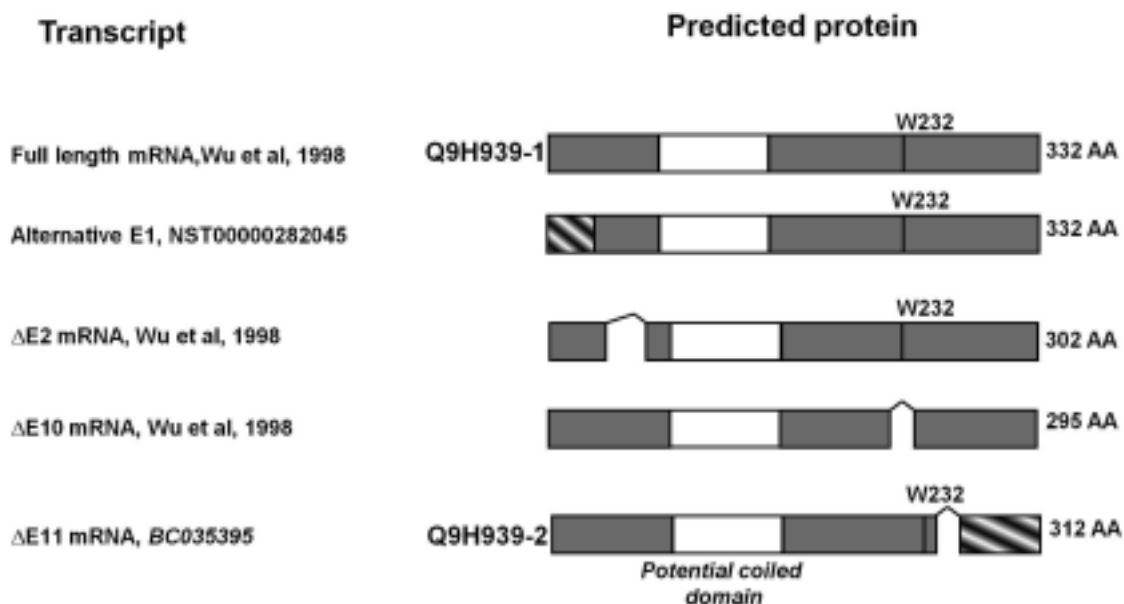 Transcript
Predicted protein
W232
Full length mRNA,Wu et al, 1998
Q9H939-1
332 AA
W232
Alternative E1, NST00000282045
332 AA
W232
ΔE2 mRNA, Wu et al, 1998
302 AA
ΔE10 mRNA, Wu et al, 1998
295 AA
W232
ΔE11 mRNA, BC035395
Q9H939-2
312 AA
Potential coiled
domain